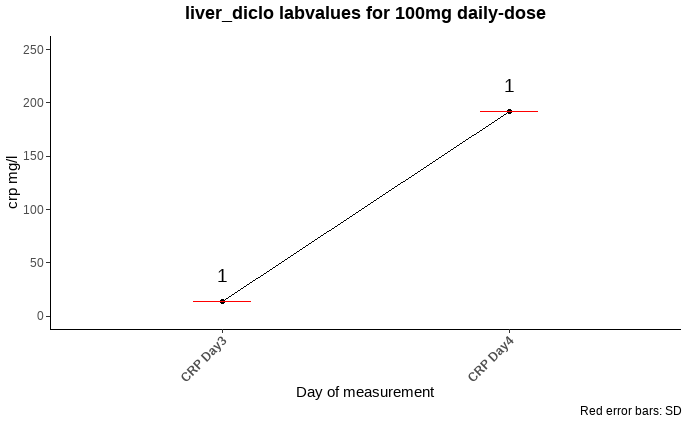 liver_diclo labvalues for 100mg daily-dose
crp mg/l
250
200
150
100
50
0
1
1
CRP Day3
CRP Day4
Day of measurement
Red error bars: SD